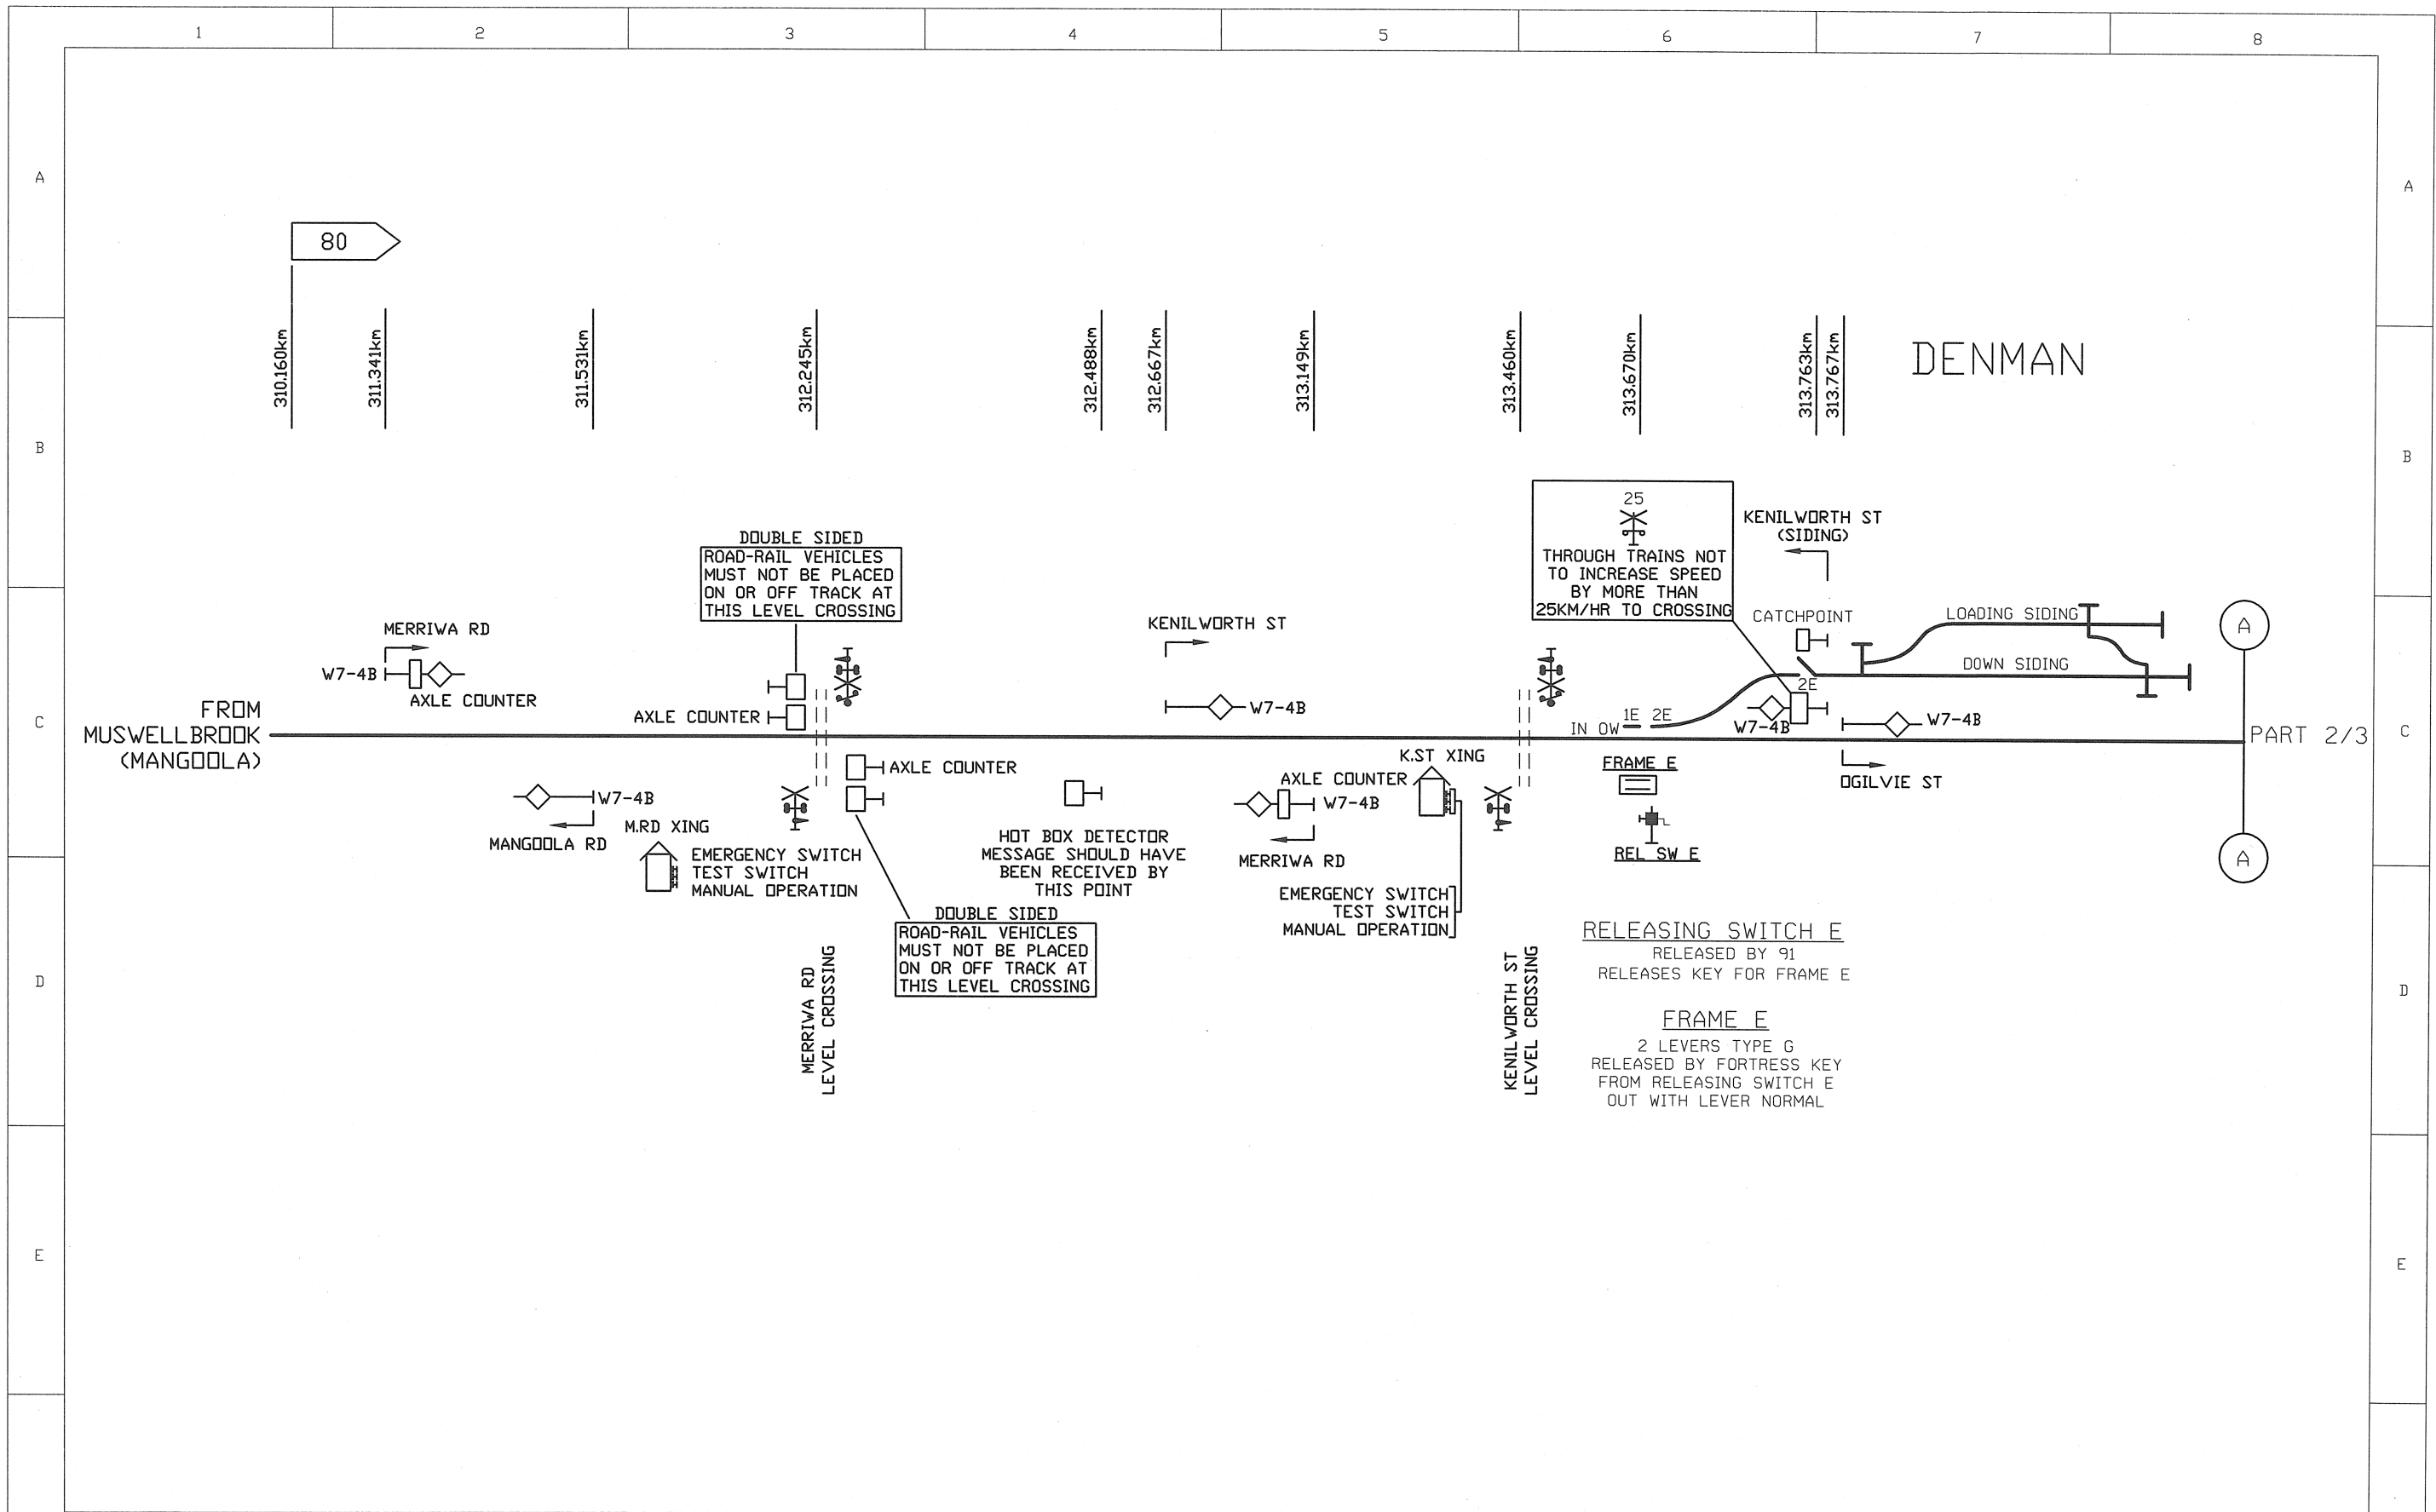 1 2 3 4 5 6 7 8
A
A
80
310.160km
311.341km
311.531km
312.245km
312.488km
312.667km
313.149km
313.460km
313.670km
313.763km
313.767km
DENMAN
B
B
25
THROUGH TRAINS NOT
TO INCREASE SPEED
BY MORE THAN
25KM/HR TO CROSSING
KENILWORTH ST
(SIDING)
DOUBLE SIDED
ROAD-RAIL VEHICLES
MUST NOT BE PLACED
ON OR OFF TRACK AT
THIS LEVEL CROSSING
MERRIWA RD
W7-4B
AXLE COUNTER
KENILWORTH ST
CATCHPOINT
LOADING SIDING
DOWN SIDING
A
2E
AXLE COUNTER
W7-4B
1E 2E
IN OW
W7-4B
W7-4B
C
C
FROM
MUSWELLBROOK
(MANGOOLA)
PART 2/3
AXLE COUNTER
K.ST XING
AXLE COUNTER
W7-4B
FRAME E
OGILVIE ST
W7-4B
MANGOOLA RD
M.RD XING
EMERGENCY SWITCH
TEST SWITCH
MANUAL OPERATION
HOT BOX DETECTOR
MESSAGE SHOULD HAVE
BEEN RECEIVED BY
THIS POINT
MERRIWA RD
REL SW E
A
EMERGENCY SWITCH
TEST SWITCH
MANUAL OPERATION
DOUBLE SIDED
ROAD-RAIL VEHICLES
MUST NOT BE PLACED
ON OR OFF TRACK AT
THIS LEVEL CROSSING
MERRIWA RD
LEVEL CROSSING
KENILWORTH ST
LEVEL CROSSING
RELEASING SWITCH E
RELEASED BY 91
RELEASES KEY FOR FRAME E
D
D
FRAME E
2 LEVERS TYPE G
RELEASED BY FORTRESS KEY
FROM RELEASING SWITCH E
OUT WITH LEVER NORMAL
E
E